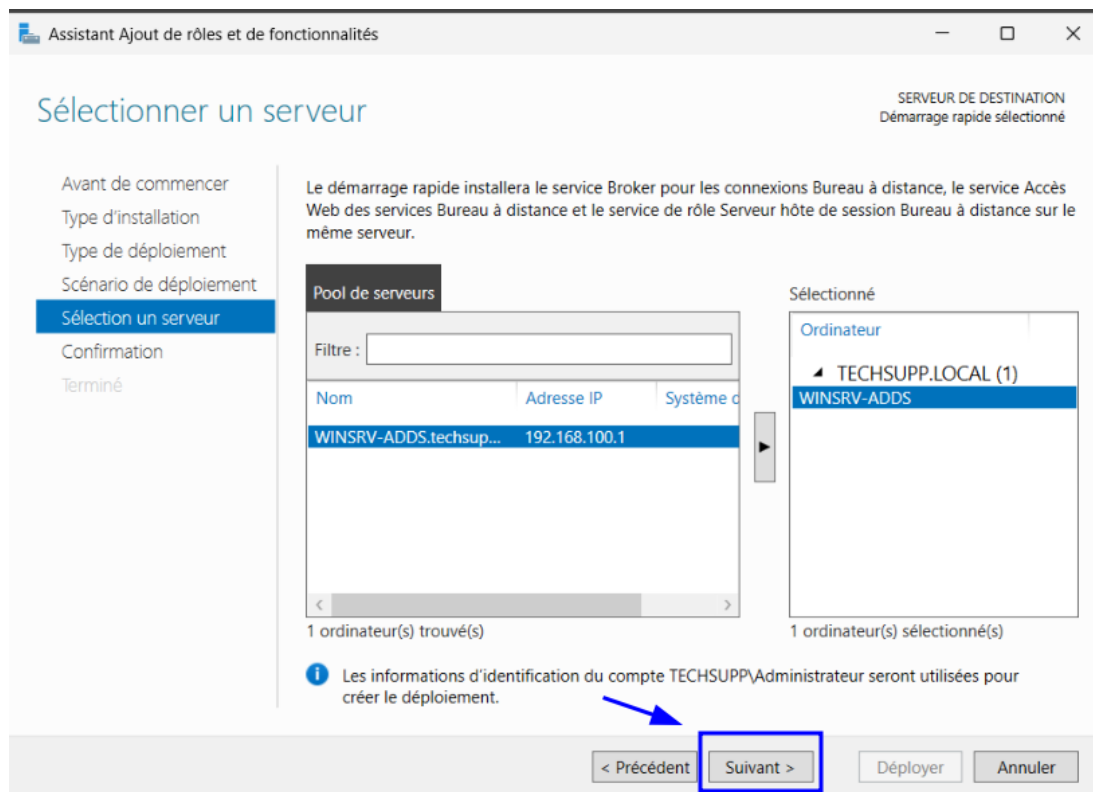 Assistant Ajout de rôles et de fonctionnalités
Sélectionner un serveur
SERVEUR DE DESTINATION
Démarrage rapide sélectionné
Avant de commencer
Type d'installation
Type de déploiement
Scénario de déploiement
Sélection un serveur
Confirmation
Terminé
Le démarrage rapide installera le service Broker pour les connexions Bureau à distance, le service Accès
Web des services Bureau à distance et le service de rôle Serveur hôte de session Bureau à distance sur le
même serveur.
Pool de serveurs
Filtre :
Nom Adresse IP Système d
WINSRV-ADDS.techsup... 192.168.100.1
1 ordinateur(s) trouvé(s)
Sélectionné
Ordinateur
TECHSUPP.LOCAL (1)
WINSRV-ADDS
1 ordinateur(s) sélectionné(s)
Les informations d'identification du compte TECHSUPP\Administrateur seront utilisées pour
créer le déploiement.
< Précédent Suivant > Déployer Annuler